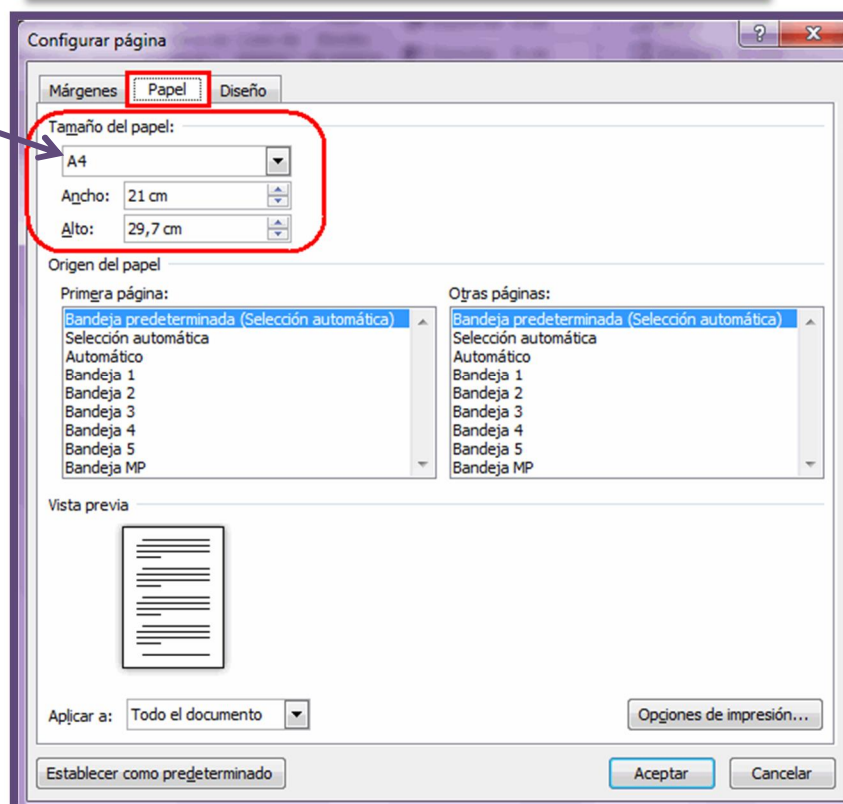 Configurar página
Márgenes Papel Diseño
Tamaño del papel:
A4
Ancho: 21 cm
Alto: 29,7 cm
Origen del papel
Primera página:
Bandeja predeterminada (Selección automática)
Selección automática
Automático
Bandeja 1
Bandeja 2
Bandeja 3
Bandeja 4
Bandeja 5
Bandeja MP
Otras páginas:
Bandeja predeterminada (Selección automática)
Selección automática
Automático
Bandeja 1
Bandeja 2
Bandeja 3
Bandeja 4
Bandeja 5
Bandeja MP
Vista previa
Aplicar a: Todo el documento
Opciones de impresión...
Establecer como predeterminado
Aceptar
Cancelar